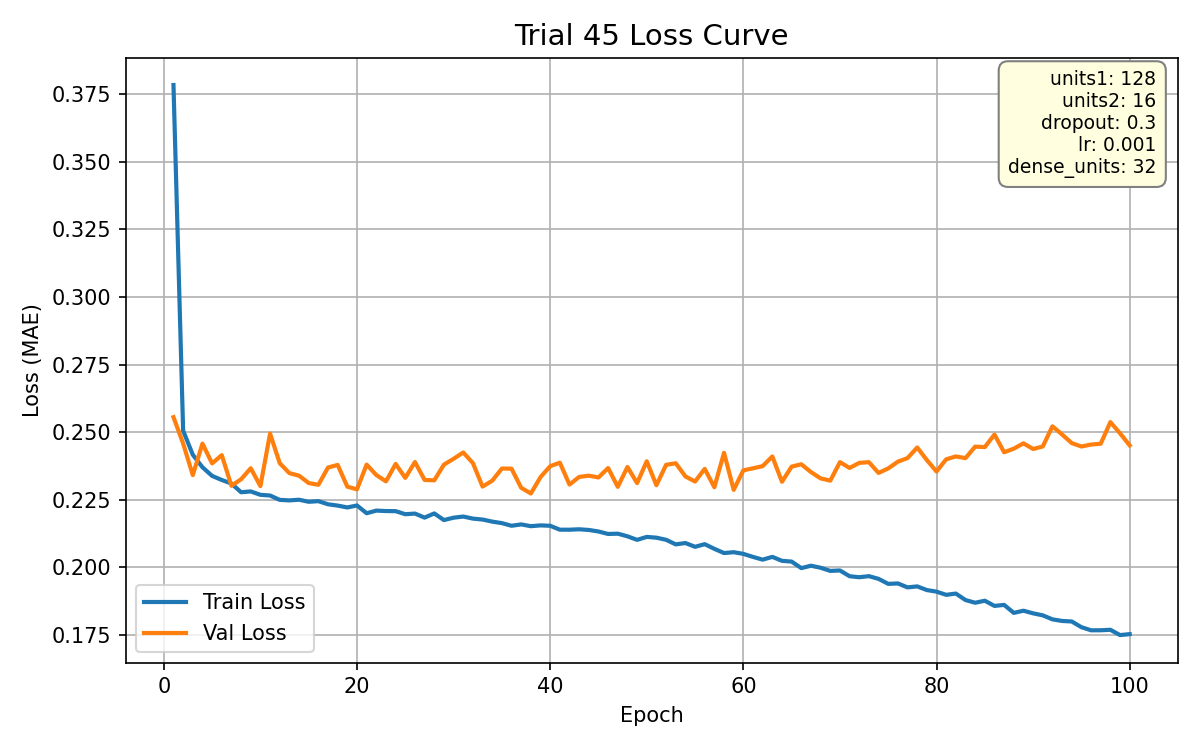 Trial 45 Loss Curve
units1: 128
units2: 16
dropout: 0.3
lr: 0.001
dense_units: 32
Loss (MAE)
0.375
0.350
0.325
0.300
0.275
0.250
0.225
0.200
0.175
Train Loss
Val Loss
0 20 40 60 80 100
Epoch